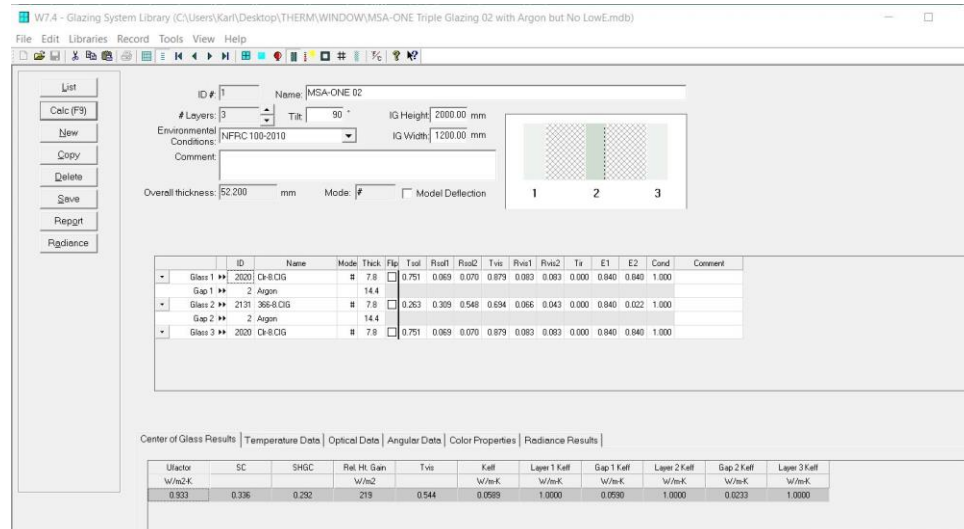 W7.4 - Glazing System Library (C:\Users\Karl\Desktop\THERM\WINDOW\MSA-ONE Triple Glazing 02 with Argon but No LowE.mdb)
File Edit Libraries Record Tools View Help
List
Calc (F9)
New
Copy
Delete
Save
Report
Radiance
ID #: 1 Name: MSA-ONE 02
# Layers: 3 Tilt: 90 ° IG Height: 2000.00 mm
Environmental Conditions: NFRC 100-2010 IG Width: 1200.00 mm
Comment:
Overall thickness: 52.200 mm Mode: # Model Deflection
1 2 3
ID Name Mode Thick Flip Tsol Rsol1 Rsol2 Tvis Rvis1 Rvis2 Tir E1 E2 Cond Comment
Glass 1 ►► 2020 Clr-8.CIG # 7.8 0.751 0.069 0.070 0.879 0.083 0.083 0.000 0.840 0.840 1.000
Gap 1 ►► 2 Argon 14.4
Glass 2 ►► 2131 366-8.CIG # 7.8 0.263 0.309 0.548 0.694 0.066 0.043 0.000 0.840 0.022 1.000
Gap 2 ►► 2 Argon 14.4
Glass 3 ►► 2020 Clr-8.CIG # 7.8 0.751 0.069 0.070 0.879 0.083 0.083 0.000 0.840 0.840 1.000
Center of Glass Results Temperature Data Optical Data Angular Data Color Properties Radiance Results
Ufactor SC SHGC Rel. Ht. Gain Tvis Keff Layer 1 Keff Gap 1 Keff Layer 2 Keff Gap 2 Keff Layer 3 Keff
W/m2-K W/m2 W/m-K W/m-K W/m-K W/m-K W/m-K W/m-K
0.933 0.336 0.292 219 0.544 0.0589 1.0000 0.0590 1.0000 0.0233 1.0000